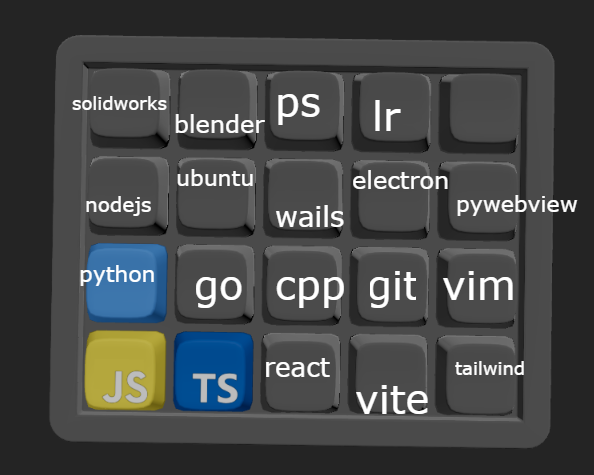 solidworks
blender
ps
lr
nodejs
ubuntu
wails
electron
pywebview
python
go
cpp
git
vim
JS
TS
react
vite
tailwind